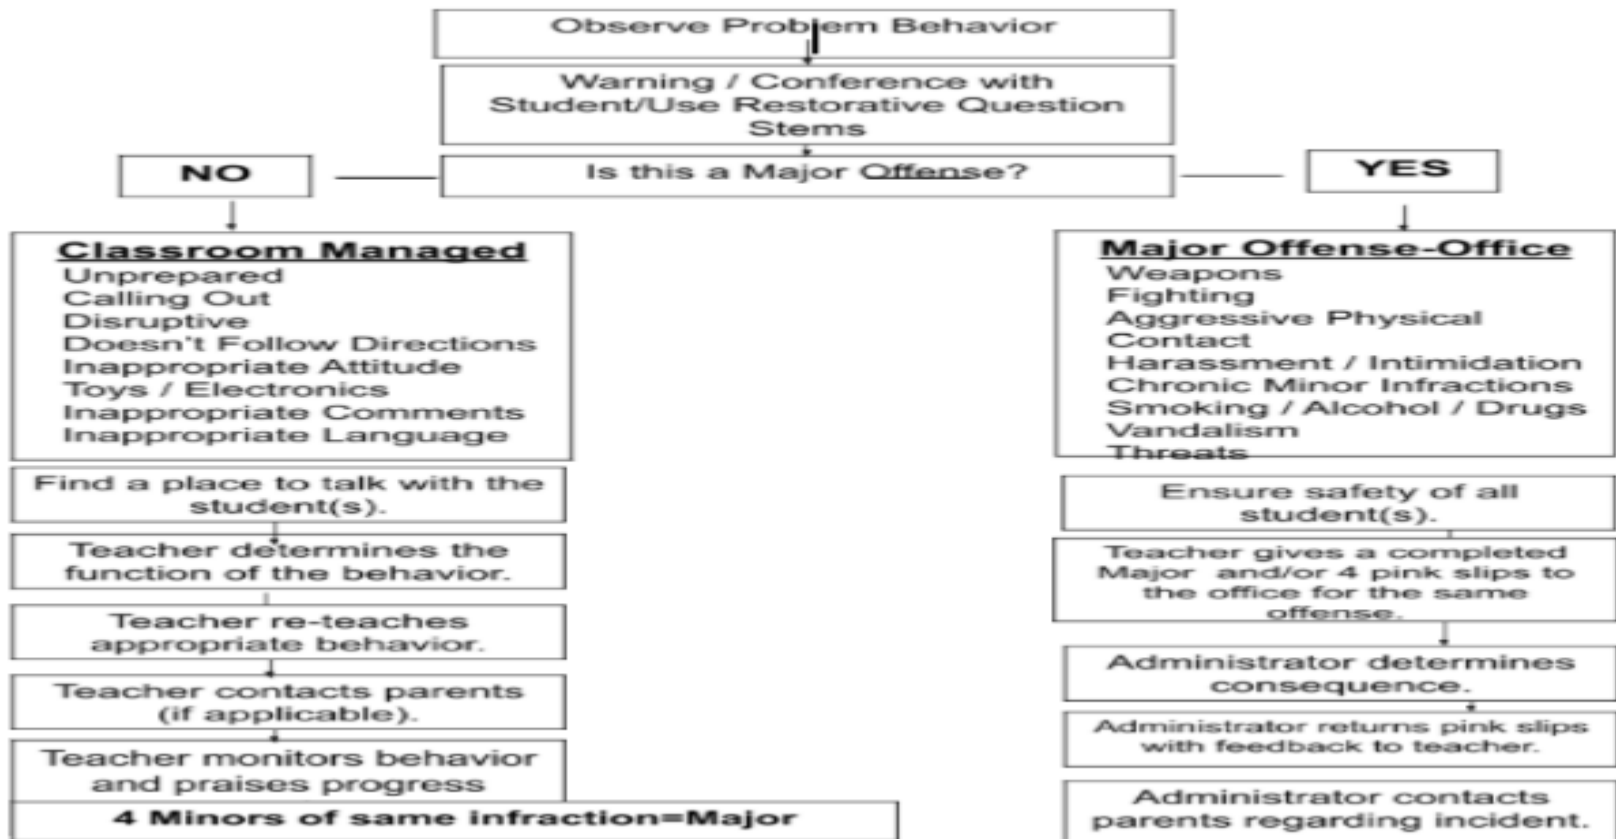 Observe Problem Behavior
Warning / Conference with
Student/Use Restorative Question
Stems
NO
Is this a Major Offense?
YES
Classroom Managed
Unprepared
Calling Out
Disruptive
Doesn't Follow Directions
Inappropriate Attitude
Toys / Electronics
Inappropriate Comments
Inappropriate Language
Find a place to talk with the
student(s).
Teacher determines the
function of the behavior.
Teacher re-teaches
appropriate behavior.
Teacher contacts parents
(if applicable).
Teacher monitors behavior
and praises progress
4 Minors of same infraction=Major
Major Offense-Office
Weapons
Fighting
Aggressive Physical
Contact
Harassment / Intimidation
Chronic Minor Infractions
Smoking / Alcohol / Drugs
Vandalism
Threats
Ensure safety of all
student(s).
Teacher gives a completed
Major and/or 4 pink slips to
the office for the same
offense.
Administrator determines
consequence.
Administrator returns pink slips
with feedback to teacher.
Administrator contacts
parents regarding incident.